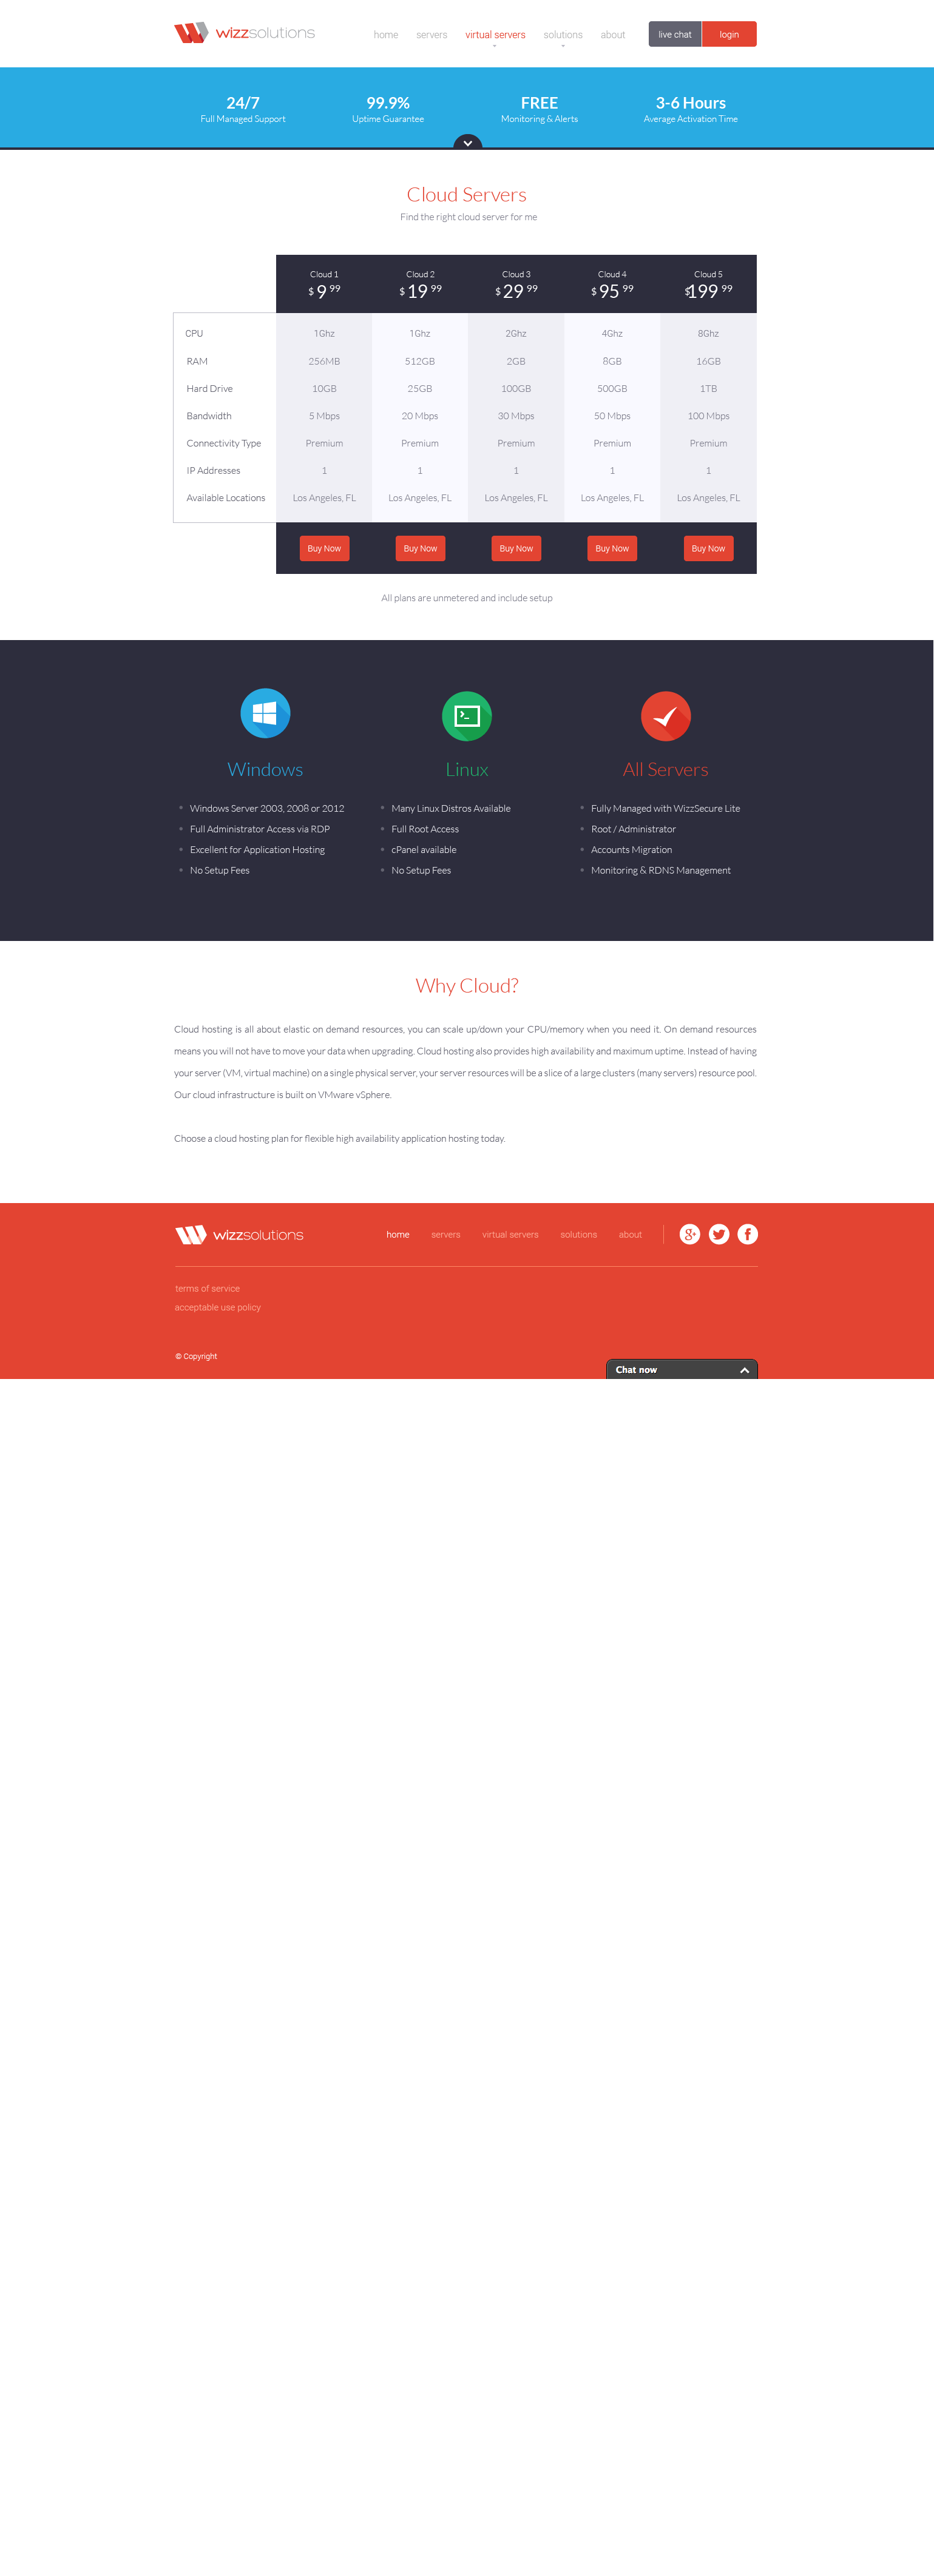 wizzsolutions
home servers virtual servers solutions about live chat login
24/7 99.9% FREE 3-6 Hours
Full Managed Support Uptime Guarantee Monitoring & Alerts Average Activation Time
Cloud Servers
Find the right cloud server for me
Cloud 1 Cloud 2 Cloud 3 Cloud 4 Cloud 5
$ 9 99 $ 19 99 $ 29 99 $ 95 99 $199 99
CPU 1Ghz 1Ghz 2Ghz 4Ghz 8Ghz
RAM 256MB 512GB 2GB 8GB 16GB
Hard Drive 10GB 25GB 100GB 500GB 1TB
Bandwidth 5 Mbps 20 Mbps 30 Mbps 50 Mbps 100 Mbps
Connectivity Type Premium Premium Premium Premium Premium
IP Addresses 1 1 1 1 1
Available Locations Los Angeles, FL Los Angeles, FL Los Angeles, FL Los Angeles, FL Los Angeles, FL
Buy Now Buy Now Buy Now Buy Now Buy Now
All plans are unmetered and include setup
Windows
Windows Server 2003, 2008 or 2012
Full Administrator Access via RDP
Excellent for Application Hosting
No Setup Fees
Linux
Many Linux Distros Available
Full Root Access
cPanel available
No Setup Fees
All Servers
Fully Managed with WizzSecure Lite
Root / Administrator
Accounts Migration
Monitoring & RDNS Management
Why Cloud?
Cloud hosting is all about elastic on demand resources, you can scale up/down your CPU/memory when you need it. On demand resources
means you will not have to move your data when upgrading. Cloud hosting also provides high availability and maximum uptime. Instead of having
your server (VM, virtual machine) on a single physical server, your server resources will be a slice of a large clusters (many servers) resource pool.
Our cloud infrastructure is built on VMware vSphere.
Choose a cloud hosting plan for flexible high availability application hosting today.
wizzsolutions
home servers virtual servers solutions about
terms of service
acceptable use policy
© Copyright
Chat now